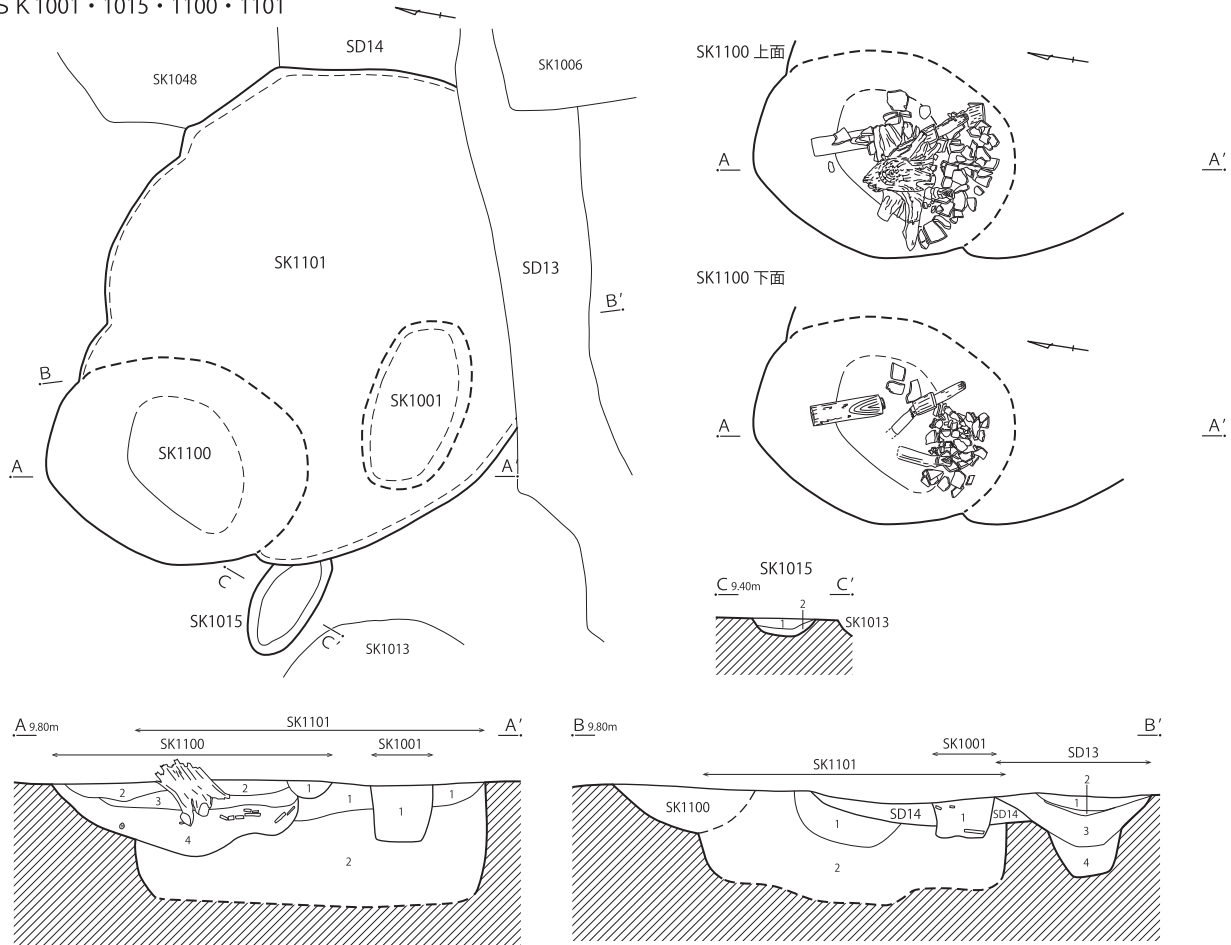 SK1001・1015・1100・1101
SD14
SK1048
SK1006
SK1101
SD13
B′
B
SK1001
SK1100
A
A
C
SK1015
C′
SK1013
SK1100 上面
A
A′
SK1100 下面
A
A′
SK1015
C 9.40m
C′
2
1
SK1013
A 9.80m
SK1101
A′
SK1100
SK1001
2
3
2
1
1
1
1
4
2
B 9.80m
B′
SK1001
SD13
SK1101
SK1100
1
SD14
1
SD14
2
1
3
2
4